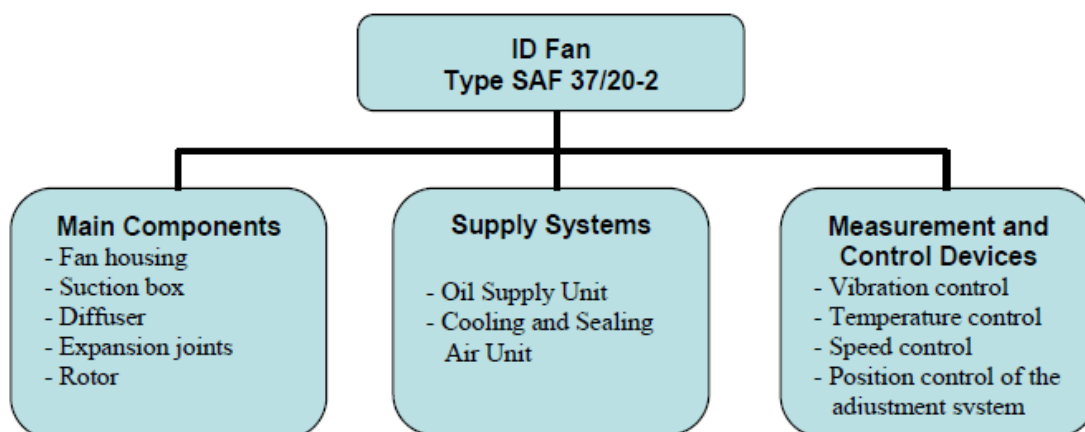 ID Fan
Type SAF 37/20-2
Main Components
- Fan housing
- Suction box
- Diffuser
- Expansion joints
- Rotor
Supply Systems
- Oil Supply Unit
- Cooling and Sealing
Air Unit
Measurement and
Control Devices
- Vibration control
- Temperature control
- Speed control
- Position control of the
adjustment system